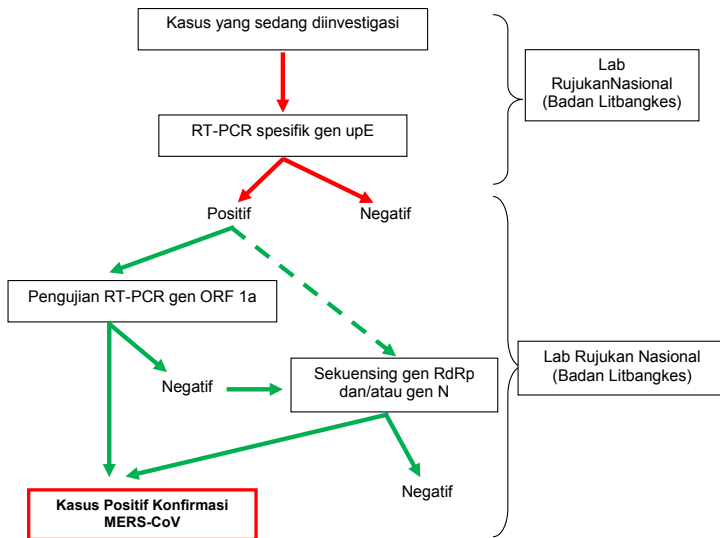 Kasus yang sedang diinvestigasi
Lab
RujukanNasional
(Badan Litbangkes)
RT-PCR spesifik gen upE
Positif
Negatif
Pengujian RT-PCR gen ORF 1a
Negatif
Sekuensing gen RdRp
dan/atau gen N
Lab Rujukan Nasional
(Badan Litbangkes)
Negatif
Kasus Positif Konfirmasi
MERS-CoV